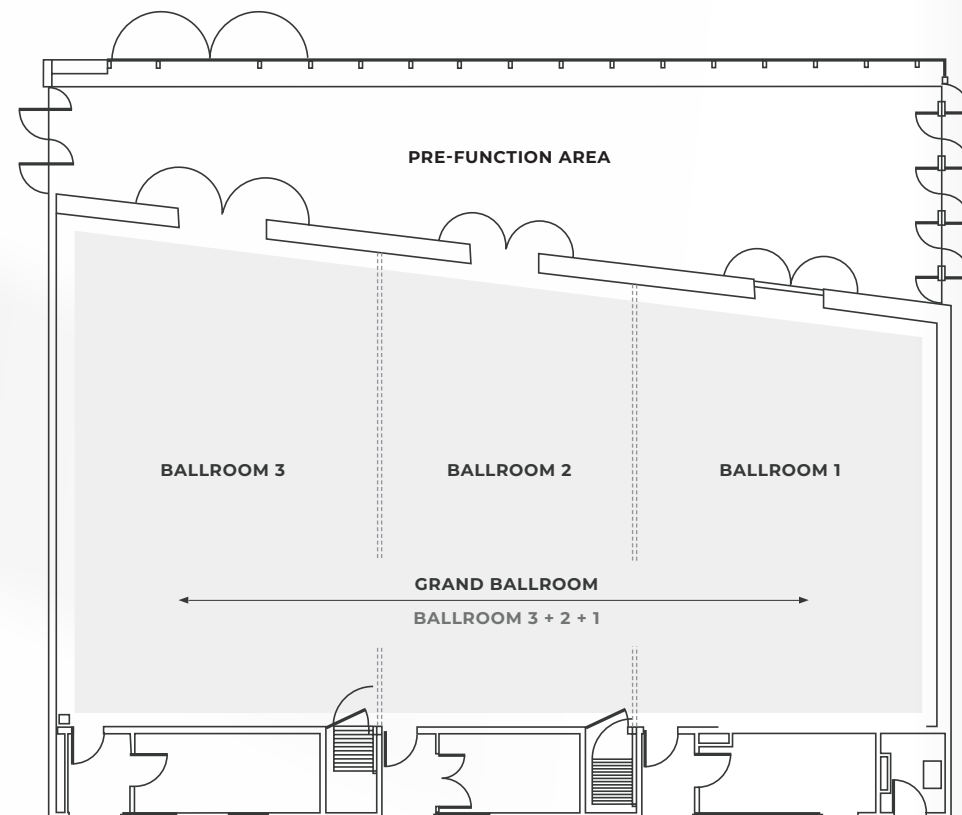 PRE-FUNCTION AREA
BALLROOM 3
BALLROOM 2
BALLROOM 1
GRAND BALLROOM
BALLROOM 3 + 2 + 1